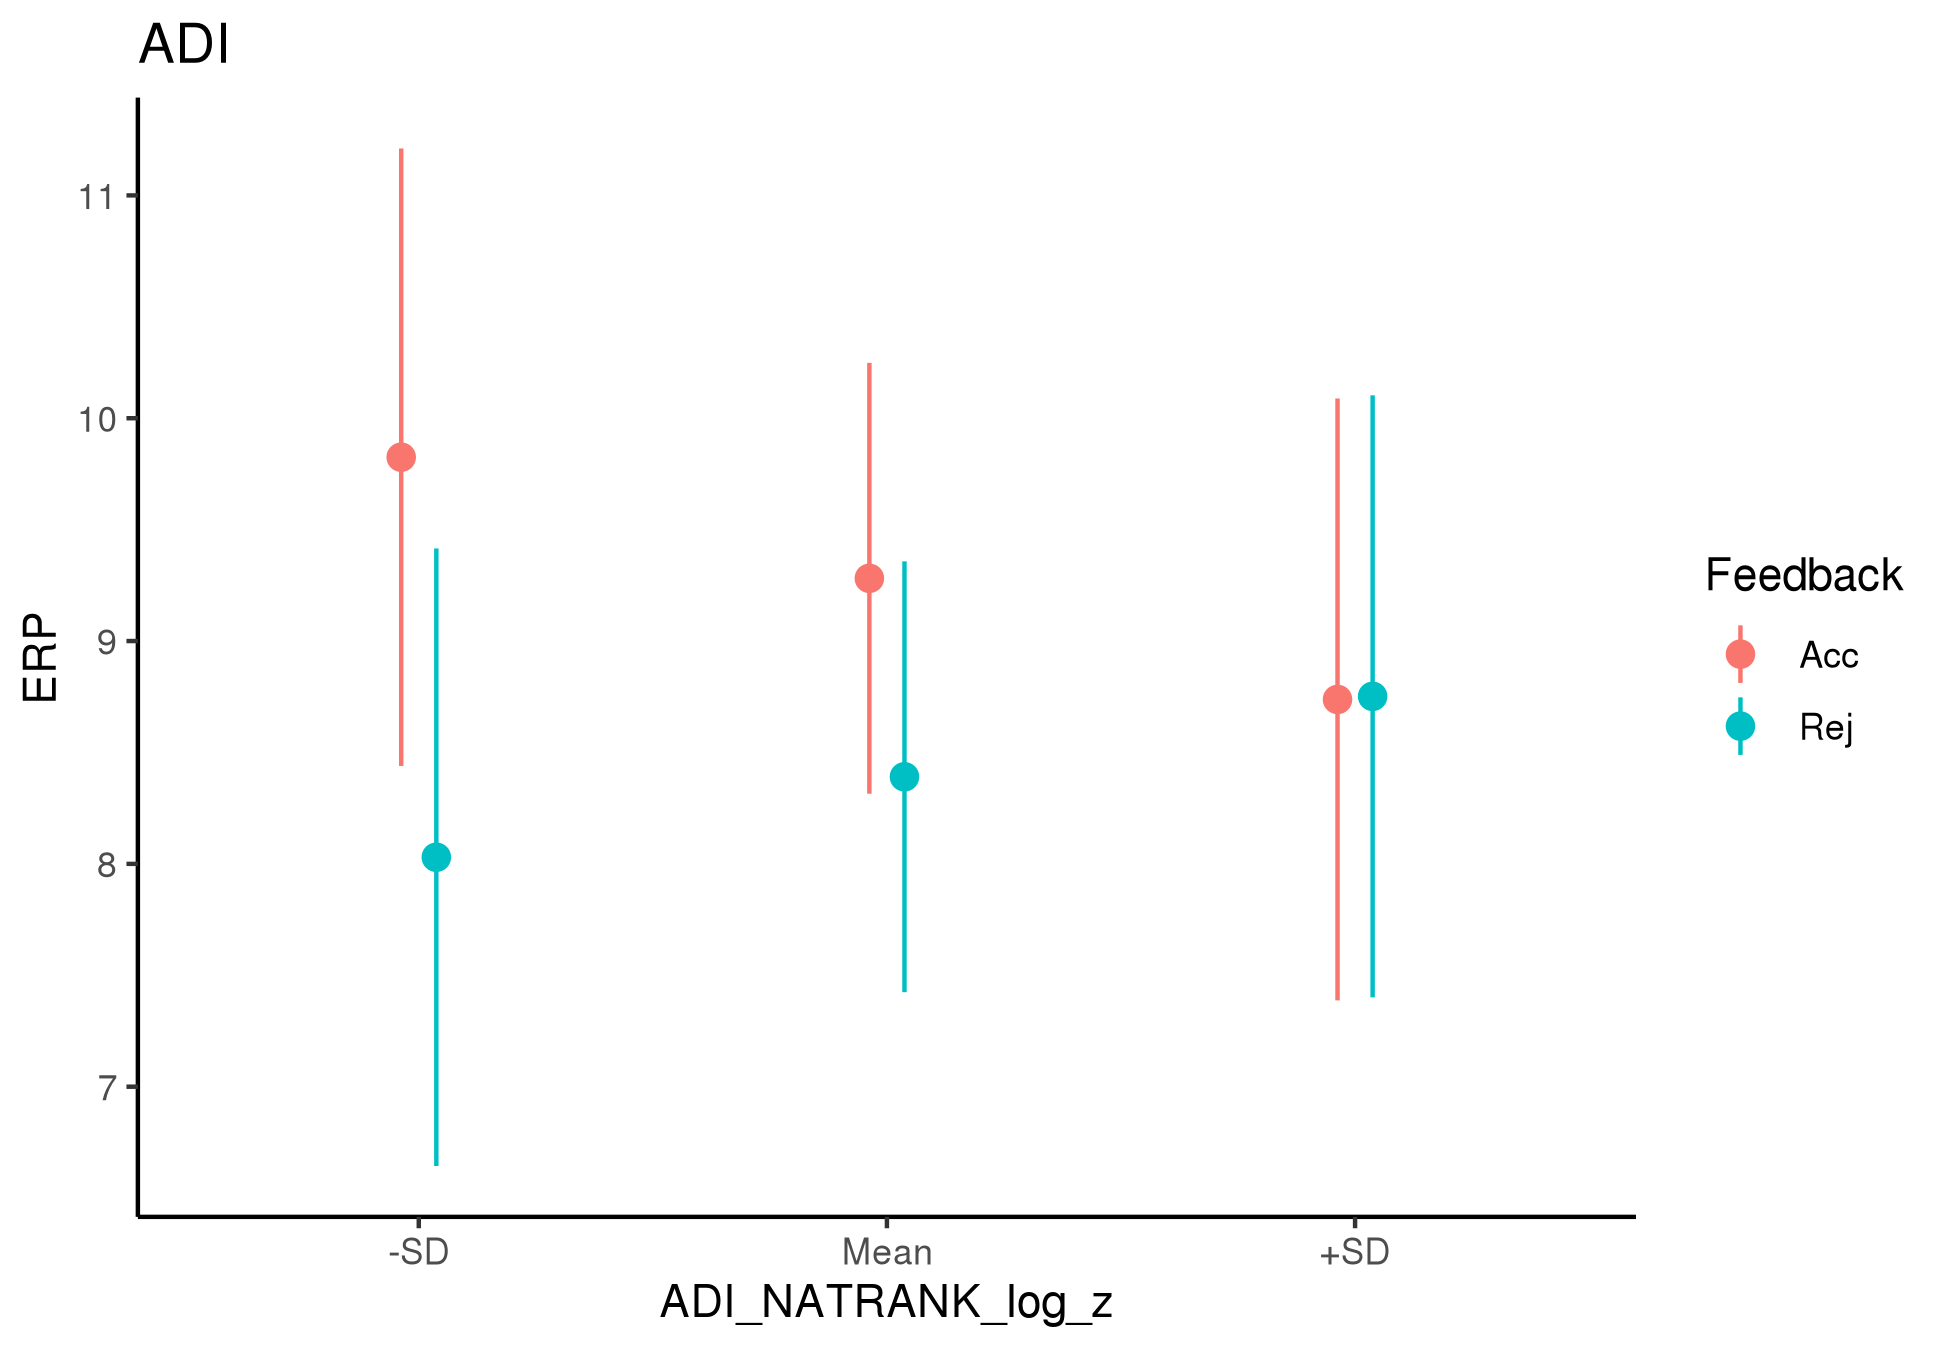 ADI
11
10
9
8
7
ERP
-SD
Mean
+SD
ADI_NATRANK_log_z
Feedback
Acc
Rej